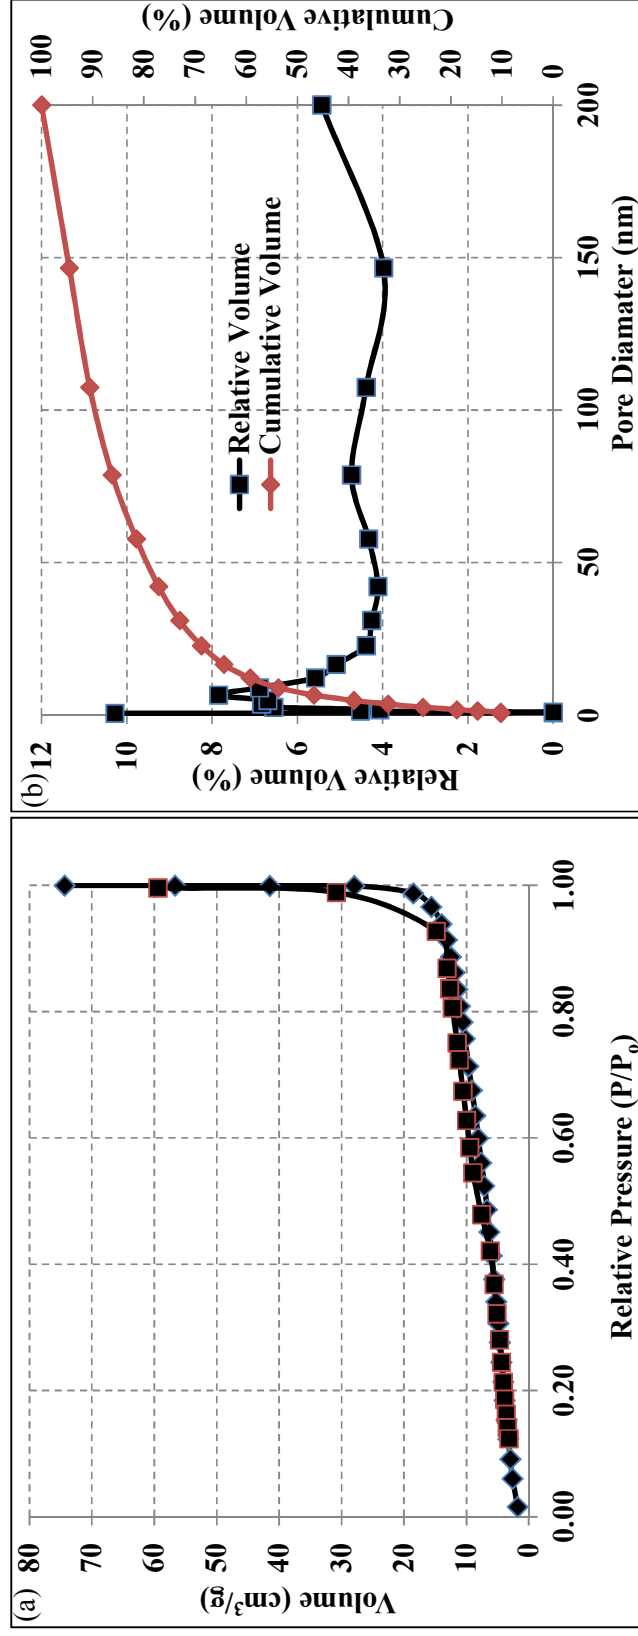 (a)
Volume (cm³/g)
80
70
60
50
40
30
20
10
0
0.00 0.20 0.40 0.60 0.80 1.00
Relative Pressure (P/Pₒ)
(b)
Relative Volume (%)
12
10
8
6
4
2
0
Relative Volume
Cumulative Volume
0 50 100 150 200
Pore Diamater (nm)
100
90
80
70
60
50
40
30
20
10
0
Cumulative Volume (%)